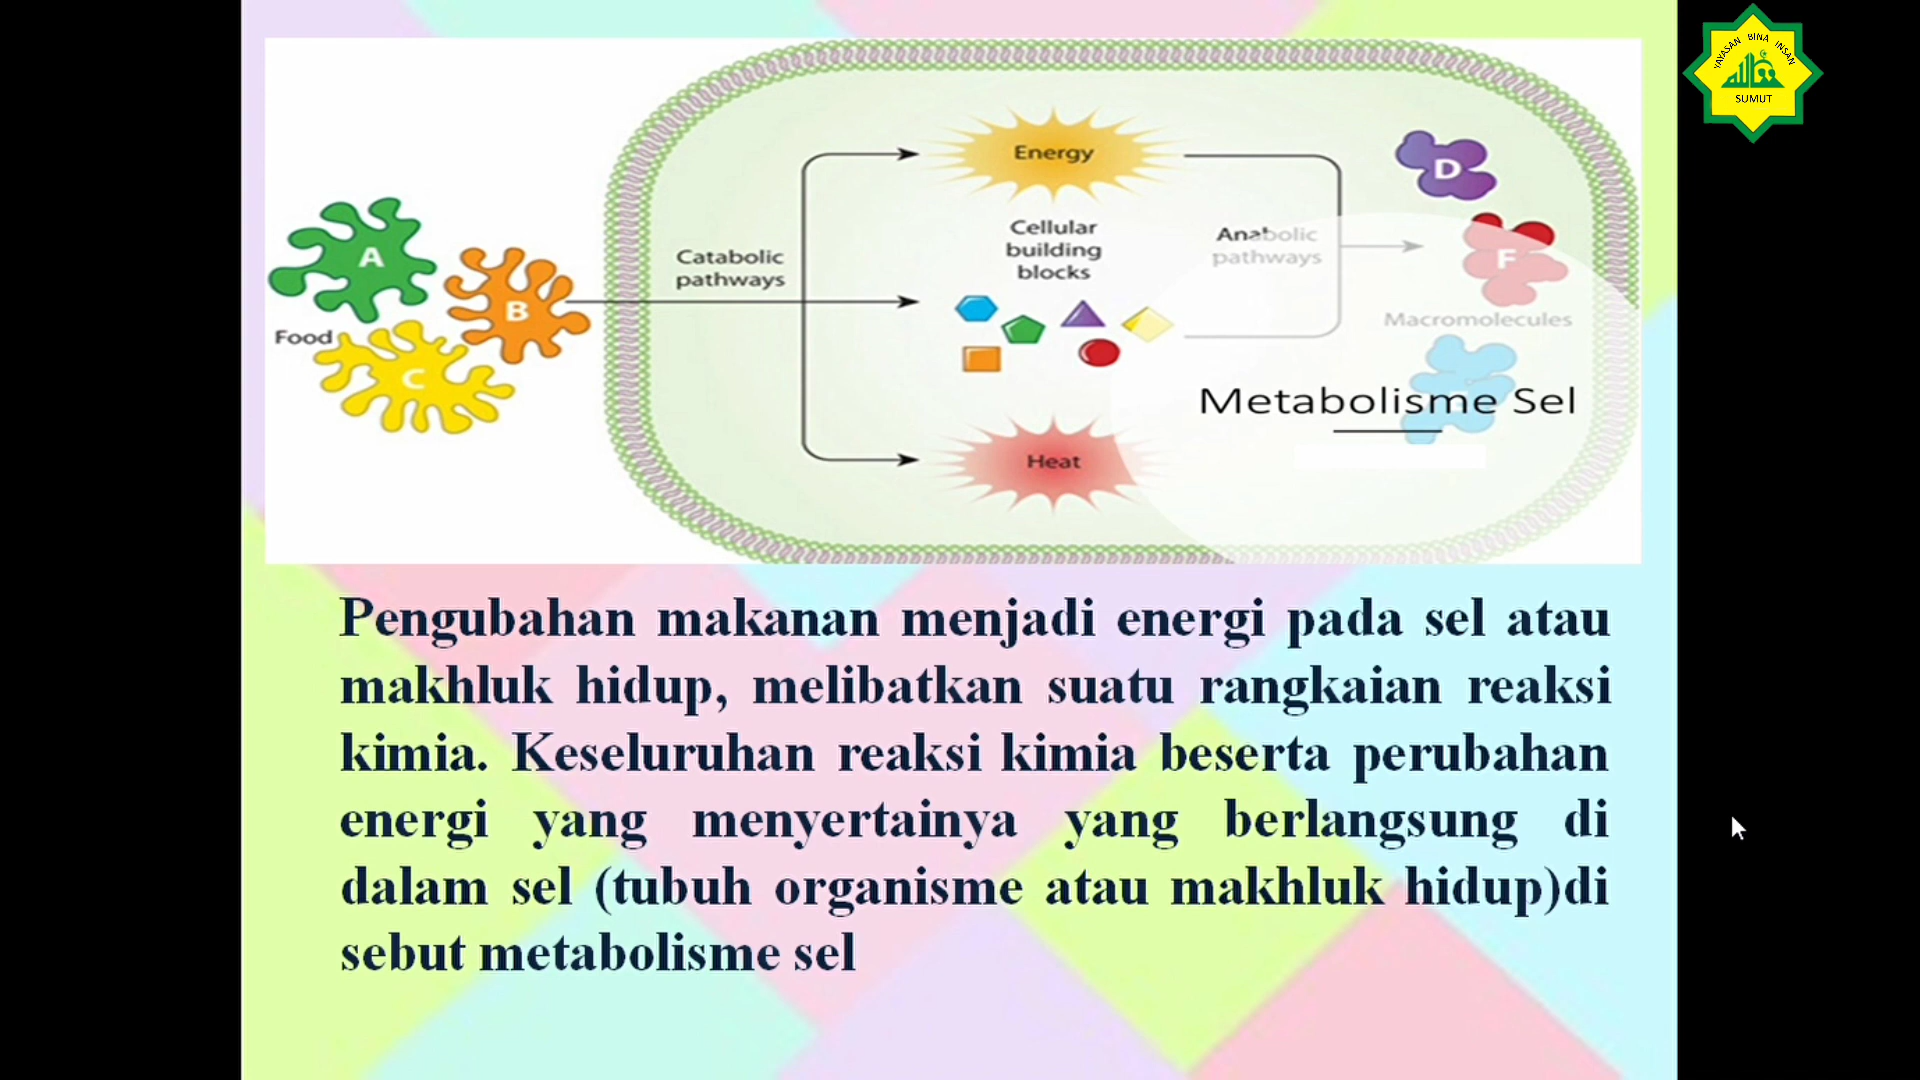 YAYASAN BINA INSAN
SUMUT
Energy
D
Cellular
building
blocks
Anabolic
pathways
Catabolic
pathways
A
B
C
Food
F
Macromolecules
Metabolisme Sel
Heat
Pengubahan makanan menjadi energi pada sel atau
makhluk hidup, melibatkan suatu rangkaian reaksi
kimia. Keseluruhan reaksi kimia beserta perubahan
energi yang menyertainya yang berlangsung di
dalam sel (tubuh organisme atau makhluk hidup)di
sebut metabolisme sel